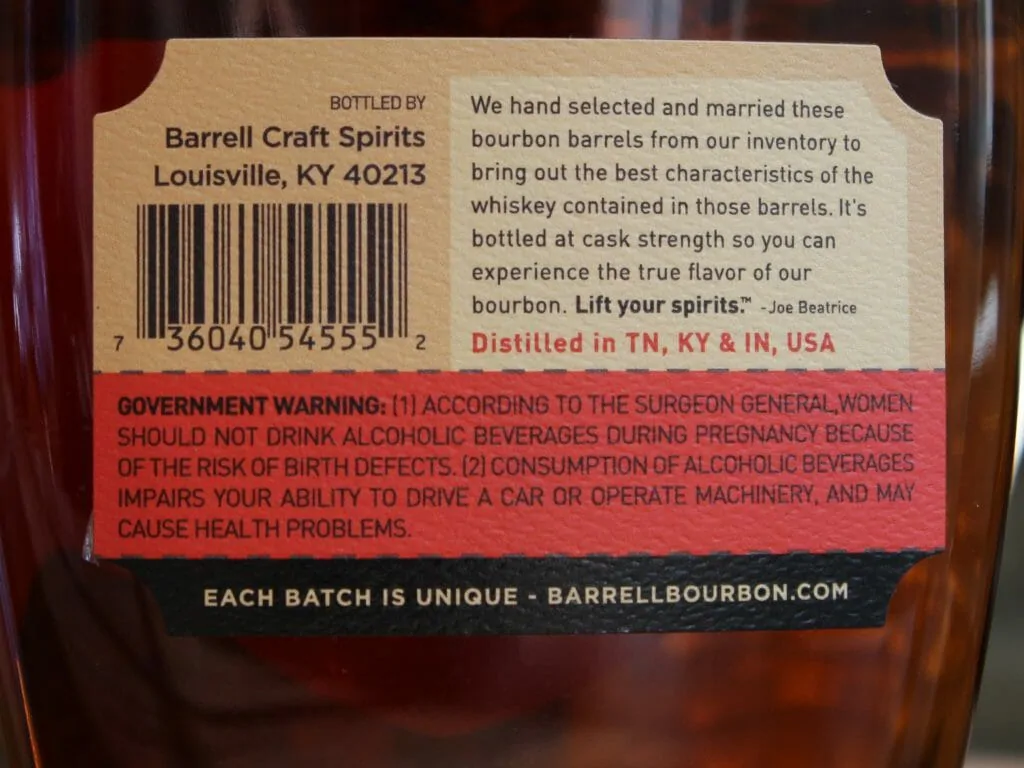 BOTTLED BY
Barrell Craft Spirits
Louisville, KY 40213
7 36040 54555 2
We hand selected and married these
bourbon barrels from our inventory to
bring out the best characteristics of the
whiskey contained in those barrels. It's
bottled at cask strength so you can
experience the true flavor of our
bourbon. Lift your spirits.™ -Joe Beatrice
Distilled in TN, KY & IN, USA
GOVERNMENT WARNING: (1) ACCORDING TO THE SURGEON GENERAL,WOMEN
SHOULD NOT DRINK ALCOHOLIC BEVERAGES DURING PREGNANCY BECAUSE
OF THE RISK OF BIRTH DEFECTS. (2) CONSUMPTION OF ALCOHOLIC BEVERAGES
IMPAIRS YOUR ABILITY TO DRIVE A CAR OR OPERATE MACHINERY, AND MAY
CAUSE HEALTH PROBLEMS.
EACH BATCH IS UNIQUE - BARRELLBOURBON.COM